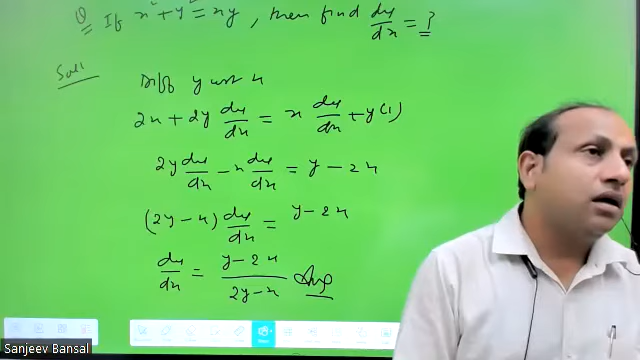 Q If x² + y² = xy, then find dy/dx = ?
Sol:
Diff y wrt x
2x + 2y dy/dx = x dy/dx + y(1)
2y dy/dx - x dy/dx = y - 2x
(2y - x) dy/dx = y - 2x
dy/dx = y - 2x / 2y - x Ans
Sanjeev Bansal